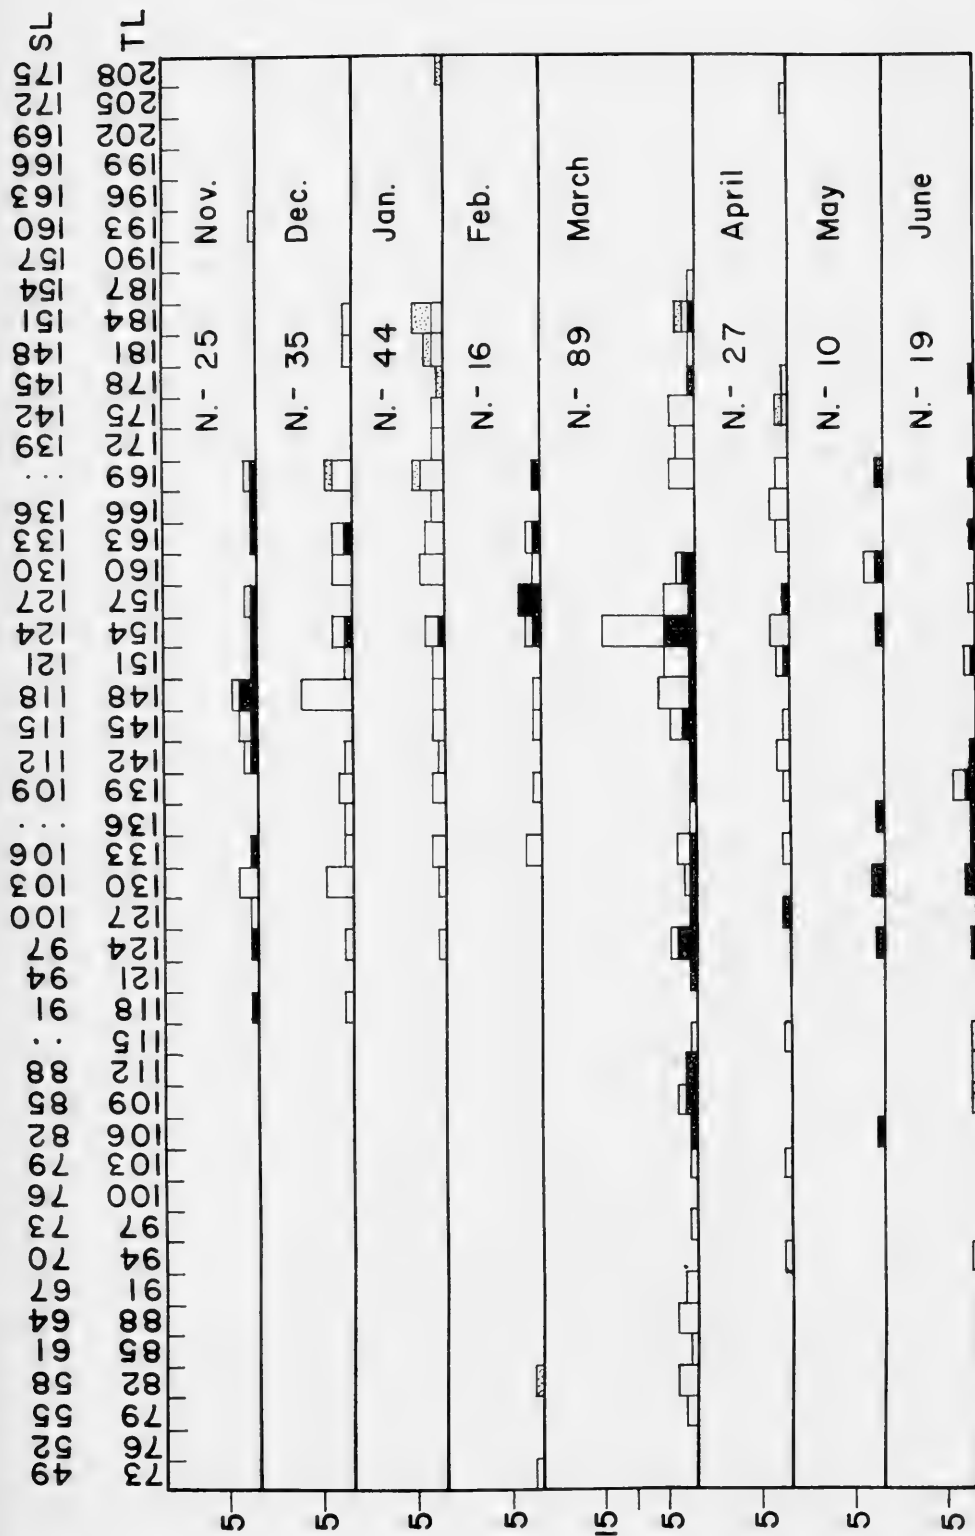 49 52 55 58 61 64 67 70 73 76 79 82 85 88 .. 91 94 97 100 103 106 ... 109 112 115 118 121 124 127 130 133 136 ... 139 142 145 148 151 154 157 160 163 166 169 172 175 SL
73 76 79 82 85 88 91 94 97 100 103 106 109 112 115 118 121 124 127 130 133 136 139 142 145 148 151 154 157 160 163 166 169 172 175 178 181 184 187 190 193 196 199 202 205 208 TL
5 N.- 25 Nov.
5 N.- 35 Dec.
5 N.- 44 Jan.
5 N.- 16 Feb.
15
5 N.- 89 March
5 N.- 27 April
5 N.- 10 May
5 N.- 19 June